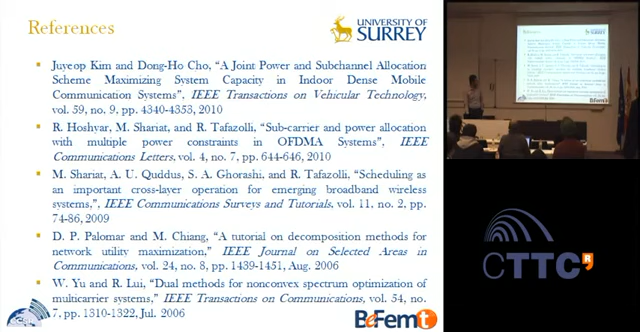 References
UNIVERSITY OF
SURREY
Juyeop Kim and Dong-Ho Cho, “A Joint Power and Subchannel Allocation
Scheme Maximizing System Capacity in Indoor Dense Mobile
Communication Systems”, IEEE Transactions on Vehicular Technology,
vol. 59, no. 9, pp. 4340-4353, 2010
R. Hoshyar, M. Shariat, and R. Tafazolli, “Sub-carrier and power allocation
with multiple power constraints in OFDMA Systems”, IEEE
Communications Letters, vol. 4, no. 7, pp. 644-646, 2010
M. Shariat, A. U. Quddus, S. A. Ghorashi, and R. Tafazolli, “Scheduling as
an important cross-layer operation for emerging broadband wireless
systems,”, IEEE Communications Surveys and Tutorials, vol. 11, no. 2, pp.
74-86, 2009
D. P. Palomar and M. Chiang, “A tutorial on decomposition methods for
network utility maximization,” IEEE Journal on Selected Areas in
Communications, vol. 24, no. 8, pp. 1439-1451, Aug. 2006
W. Yu and R. Lui, “Dual methods for nonconvex spectrum optimization of
multicarrier systems,” IEEE Transactions on Communications, vol. 54, no.
7, pp. 1310-1322, Jul. 2006
BeFemt
CTTC